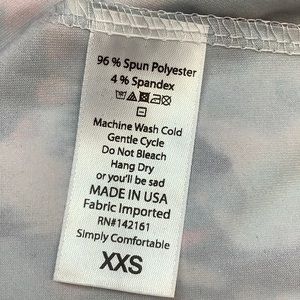 96 % Spun Polyester
4 % Spandex
Machine Wash Cold
Gentle Cycle
Do Not Bleach
Hang Dry
or you'll be sad
MADE IN USA
Fabric Imported
RN#142161
Simply Comfortable
XXS